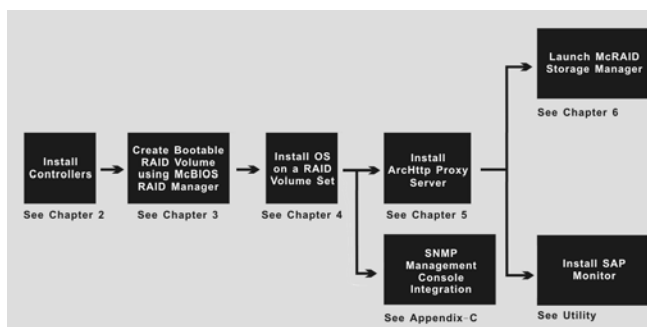 Install
Controllers
See Chapter 2
Create Bootable
RAID Volume
using McBIOS
RAID Manager
See Chapter 3
Install OS
on a RAID
Volume Set
See Chapter 4
Install
ArcHttp Proxy
Server
See Chapter 5
SNMP
Management
Console
Integration
See Appendix-C
Launch McRAID
Storage Manager
See Chapter 6
Install SAP
Monitor
See Utility